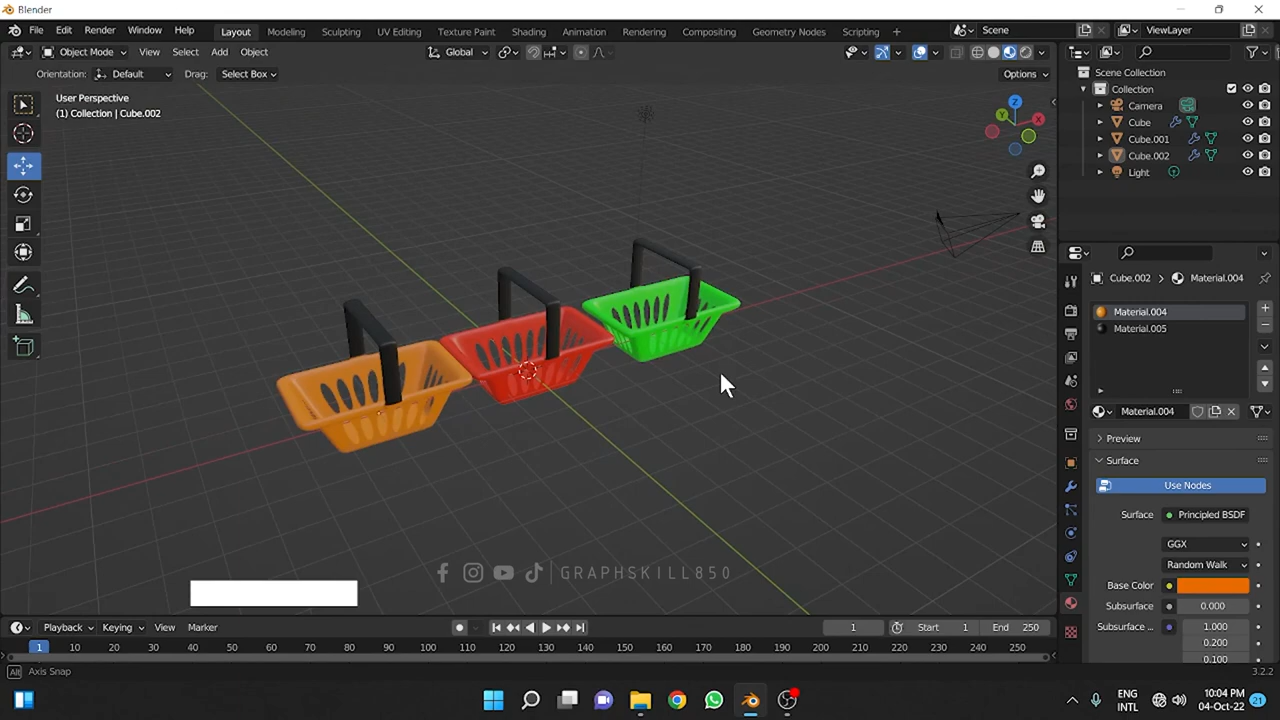 Blender
File Edit Render Window Help Layout Modeling Sculpting UV Editing Texture Paint Shading Animation Rendering Compositing Geometry Nodes Scripting + Scene ViewLayer
Object Mode View Select Add Object Global
Orientation: Default Drag: Select Box Options
User Perspective
(1) Collection | Cube.002
Z
Y
X
Scene Collection
Collection
Camera
Cube
Cube.001
Cube.002
Light
Cube.002 Material.004
Material.004
Material.005
Material.004
Preview
Surface
Use Nodes
Surface Principled BSDF
GGX
Random Walk
Base Color
Subsurface 0.000
Subsurface ... 1.000
0.200
0.100
GRAPHSKILL850
Playback Keying View Marker 1 Start 1 End 250
1 10 20 30 40 50 60 70 80 90 100 110 120 130 140 150 160 170 180 190 200 210 220 230 240 250
Alt Axis Snap 3.2.2
ENG
INTL
10:04 PM
04-Oct-22
21